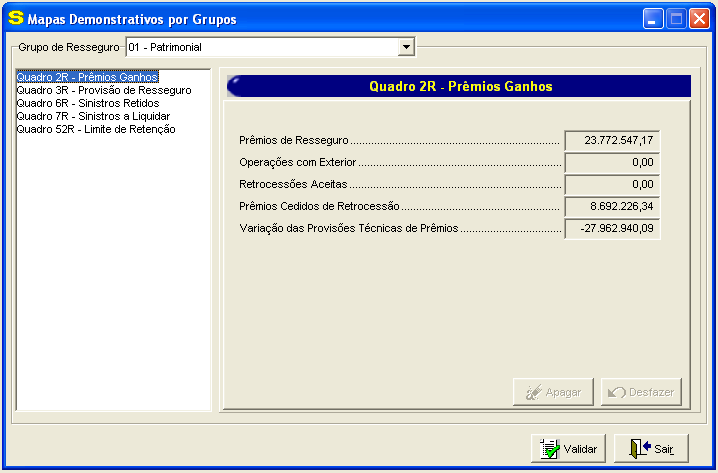 S Mapas Demonstrativos por Grupos
Grupo de Resseguro 01 - Patrimonial
Quadro 2R - Prêmios Ganhos
Quadro 3R - Provisão de Resseguro
Quadro 6R - Sinistros Retidos
Quadro 7R - Sinistros a Liquidar
Quadro 52R - Limite de Retenção
Quadro 2R - Prêmios Ganhos
Prêmios de Resseguro 23.772.547,17
Operações com Exterior 0,00
Retrocessões Aceitas 0,00
Prêmios Cedidos de Retrocessão 8.692.226,34
Variação das Provisões Técnicas de Prêmios -27.962.940,09
Apagar Desfazer
Validar Sair